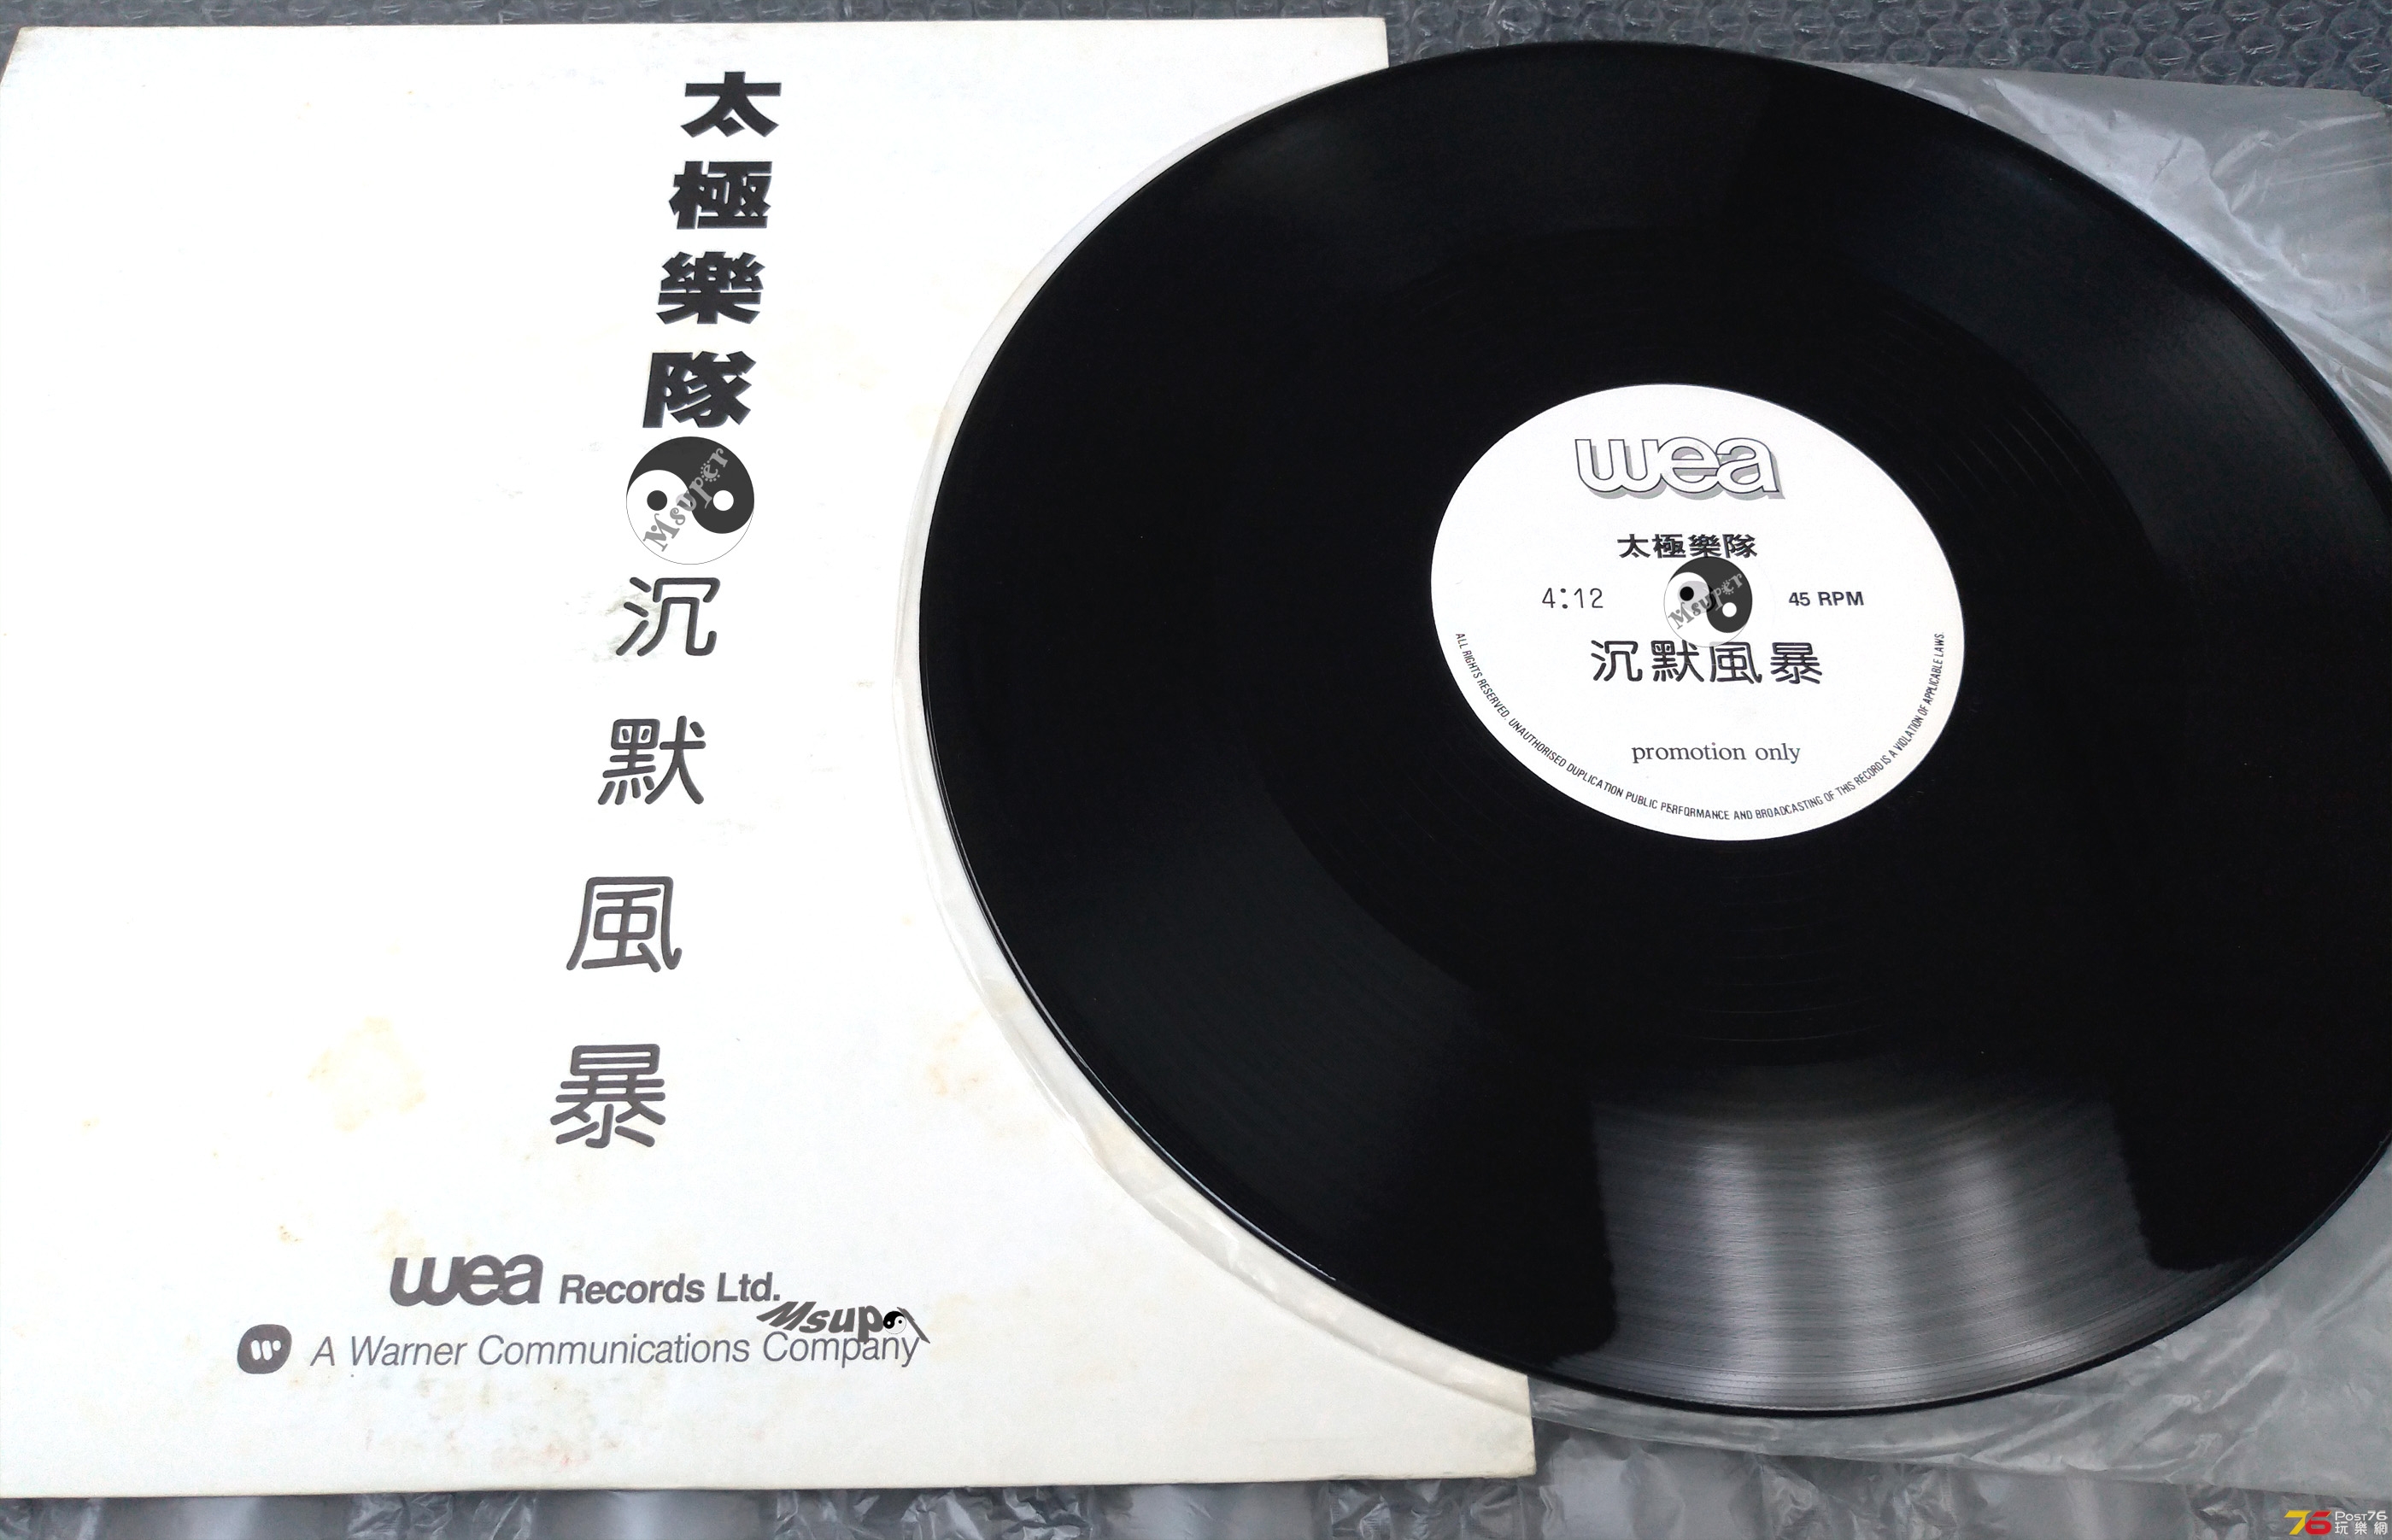 太極樂隊
Msuper
沉默風暴
wea Records Ltd.
Msup
A Warner Communications Company
wea
太極樂隊
4:12
Msuper
45 RPM
沉默風暴
promotion only
ALL RIGHTS RESERVED. UNAUTHORISED DUPLICATION PUBLIC PERFORMANCE AND BROADCASTING OF THIS RECORD IS A VIOLATION OF APPLICABLE LAWS.
76 Post76
玩樂網